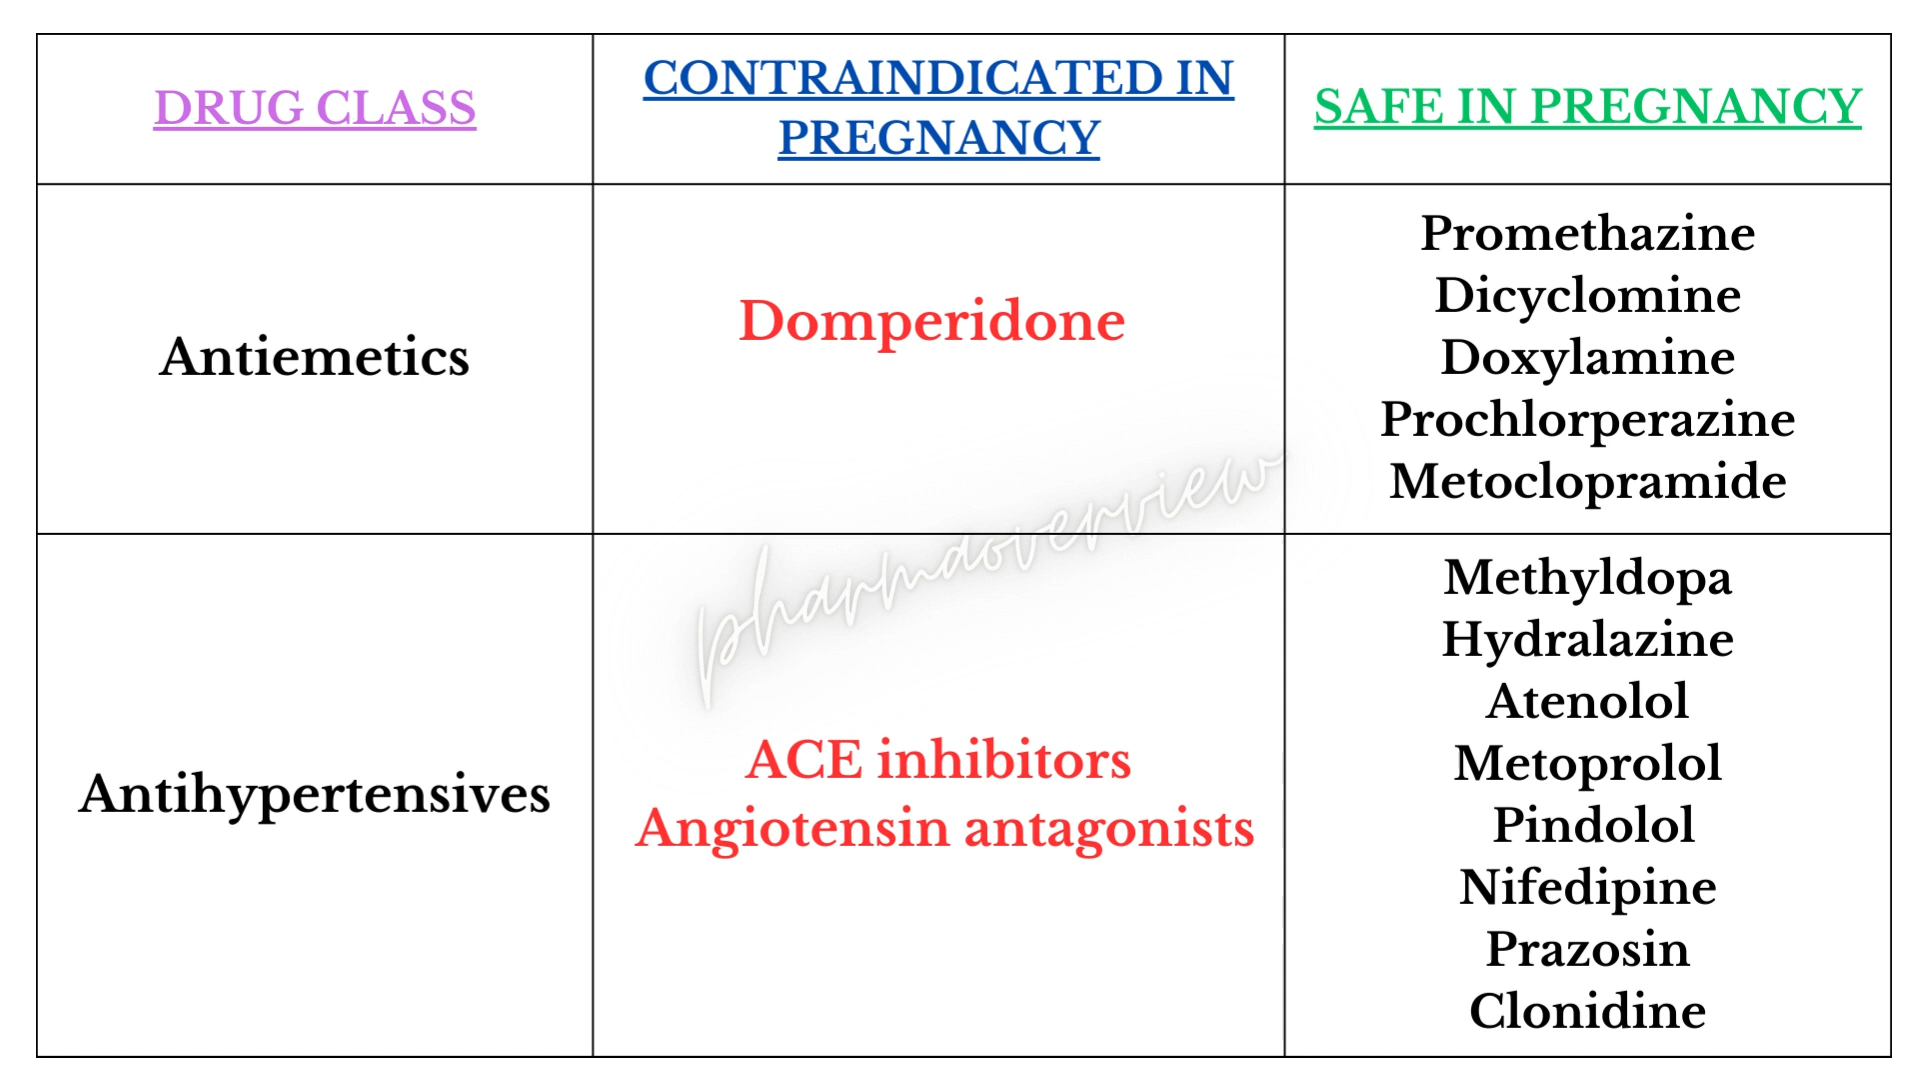 DRUG CLASS
CONTRAINDICATED IN
PREGNANCY
SAFE IN PREGNANCY
Antiemetics
Domperidone
Promethazine
Dicyclomine
Doxylamine
Prochlorperazine
Metoclopramide
Antihypertensives
ACE inhibitors
Angiotensin antagonists
Methyldopa
Hydralazine
Atenolol
Metoprolol
Pindolol
Nifedipine
Prazosin
Clonidine
pharmdoverview